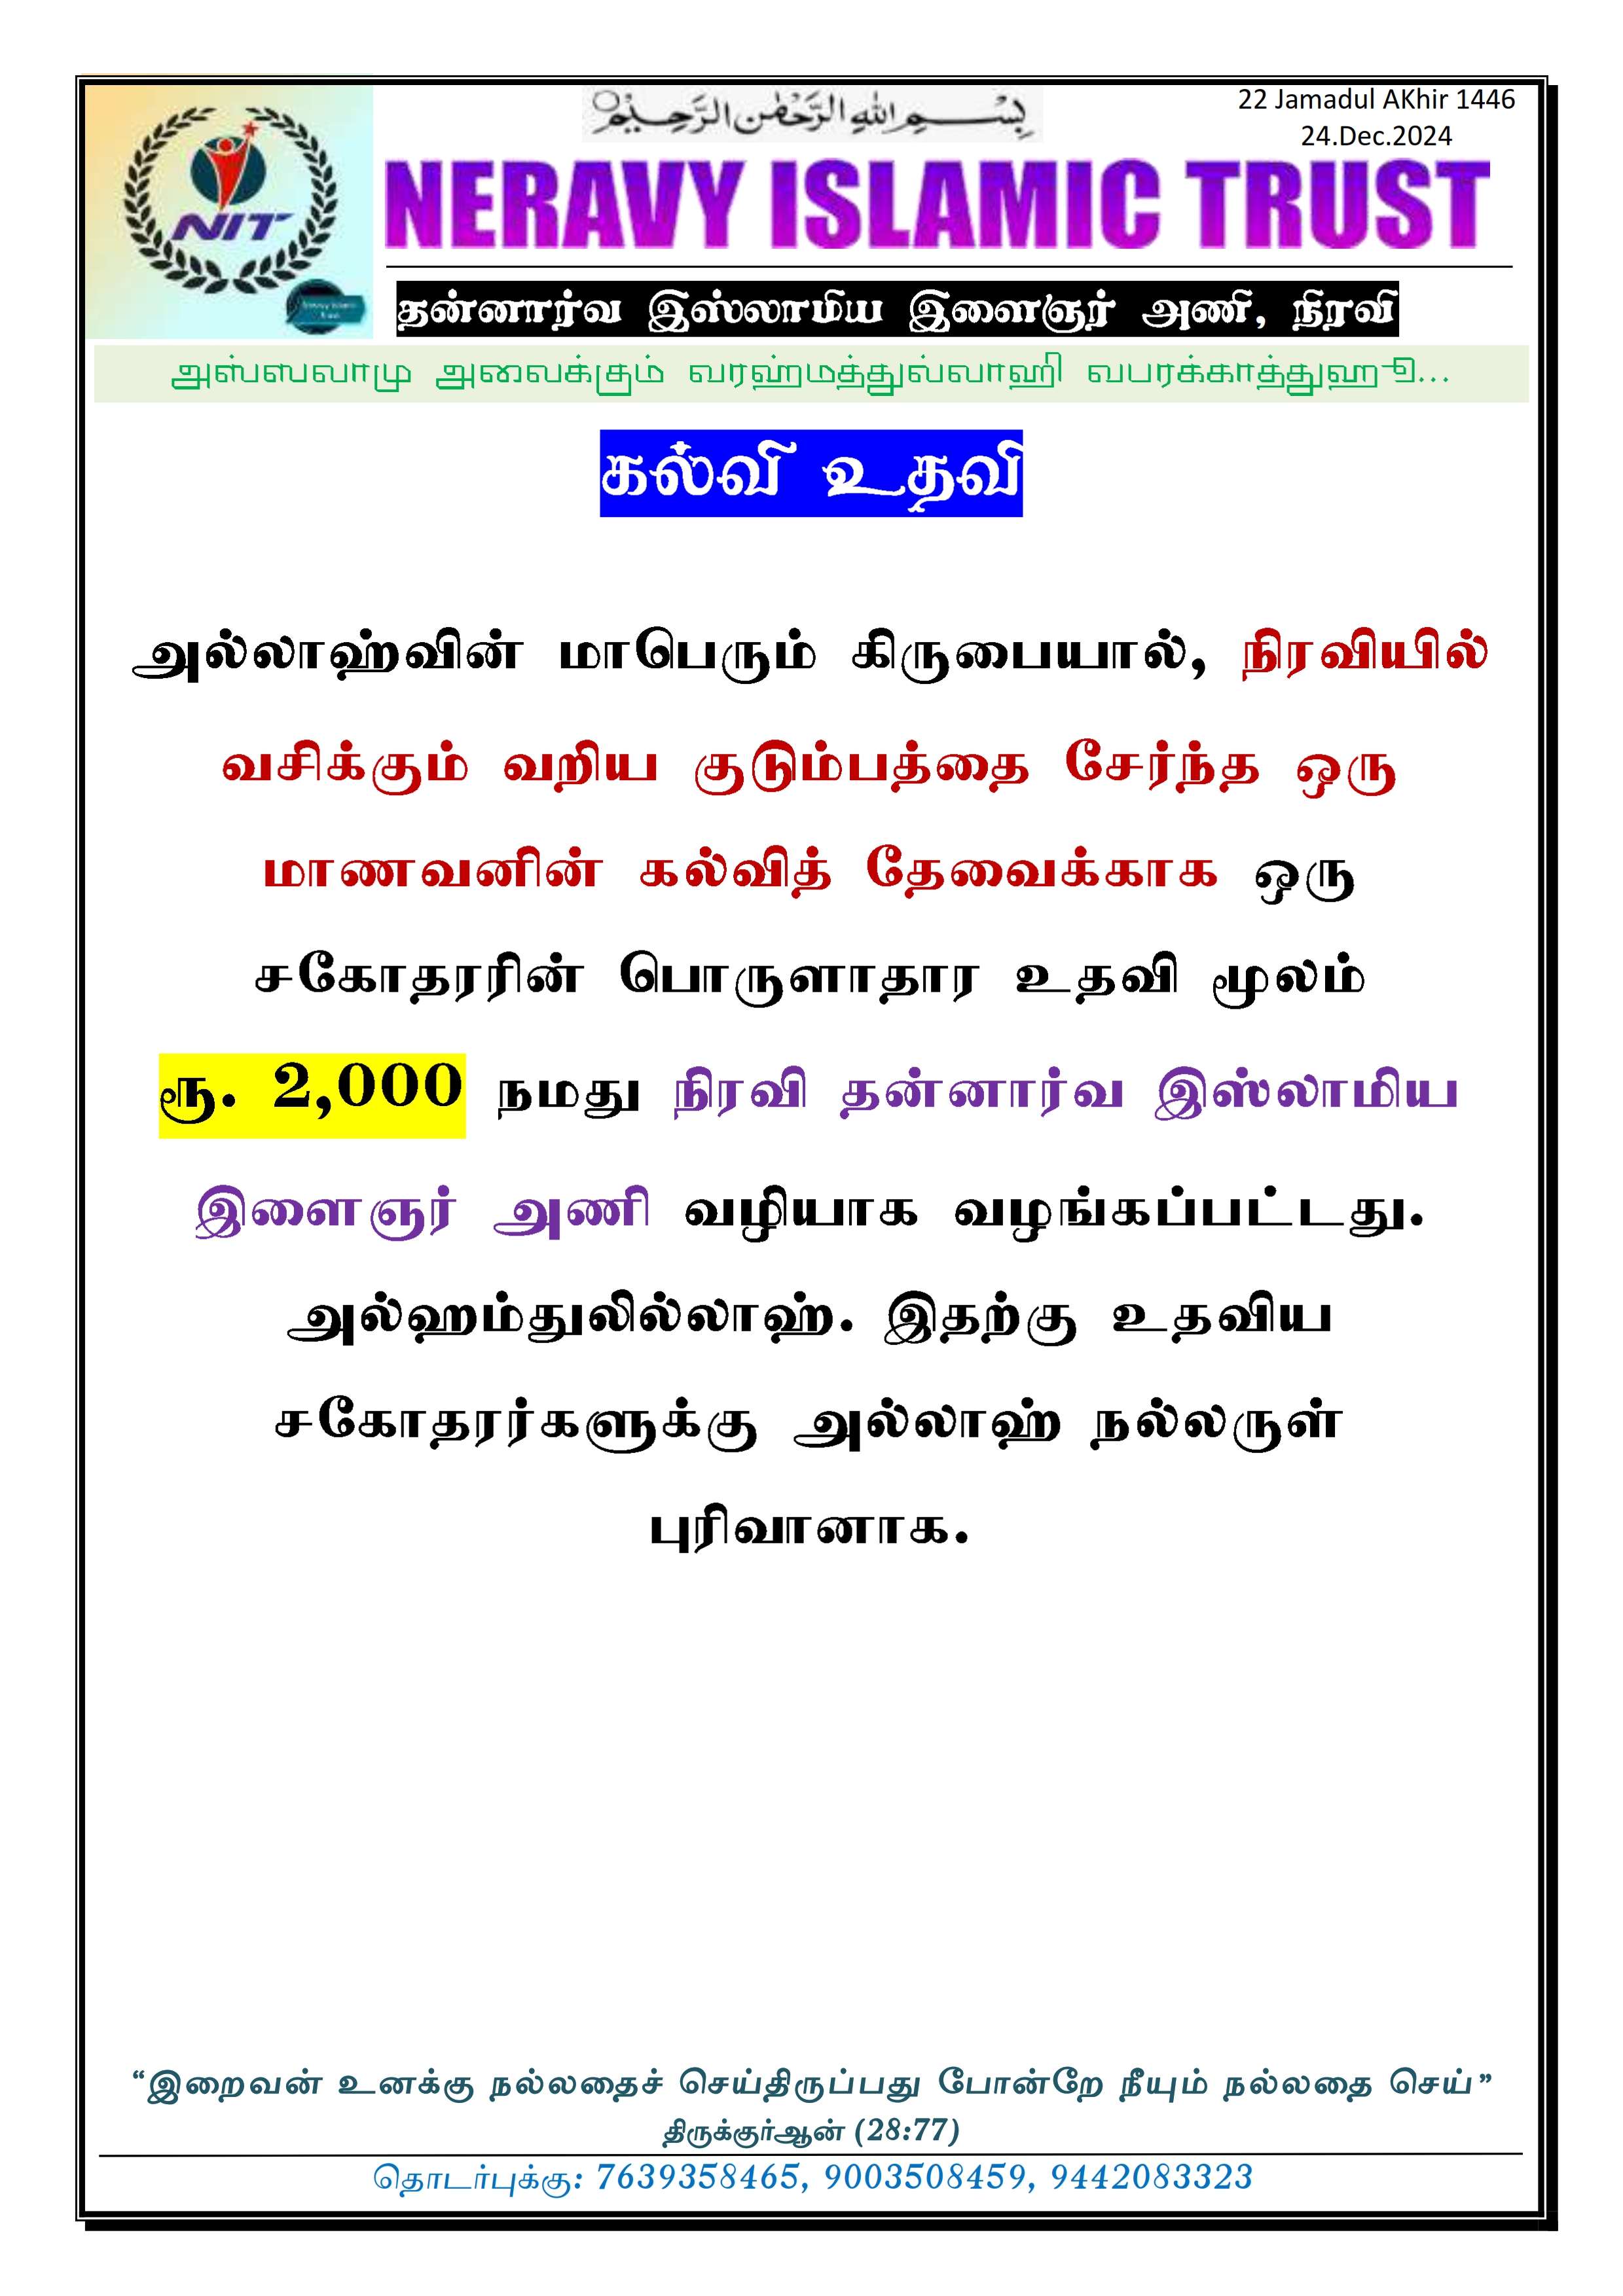 بِسْمِ اللهِ الرَّحْمٰنِ الرَّحِيْمِ
22 Jamadul AKhir 1446
24.Dec.2024
NIT
NERAVY ISLAMIC TRUST
Neravy Islamic Trust
தன்னார்வ இஸ்லாமிய இளைஞர் அணி, நிரவி
அஸ்ஸலாமு அலைக்கும் வரஹ்மத்துல்லாஹி வபரக்காத்துஹூ...
கல்வி உதவி
அல்லாஹ்வின் மாபெரும் கிருபையால், நிரவியில்
வசிக்கும் வறிய குடும்பத்தை சேர்ந்த ஒரு
மாணவனின் கல்வித் தேவைக்காக ஒரு
சகோதரரின் பொருளாதார உதவி மூலம்
ரூ. 2,000 நமது நிரவி தன்னார்வ இஸ்லாமிய
இளைஞர் அணி வழியாக வழங்கப்பட்டது.
அல்ஹம்துலில்லாஹ். இதற்கு உதவிய
சகோதரர்களுக்கு அல்லாஹ் நல்லருள்
புரிவானாக.
“இறைவன் உனக்கு நல்லதைச் செய்திருப்பது போன்றே நீயும் நல்லதை செய்”
திருக்குர்ஆன் (28:77)
தொடர்புக்கு: 7639358465, 9003508459, 9442083323